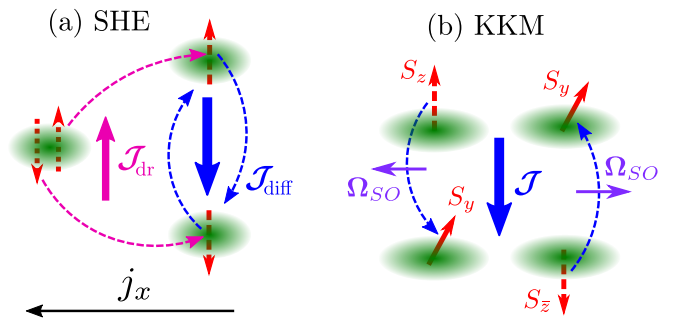 (a) SHE
𝓙_dr
𝓙_diff
j_x
(b) KKM
S_z
S_y
Ω_SO
𝓙
Ω_SO
S_y
S_z̄